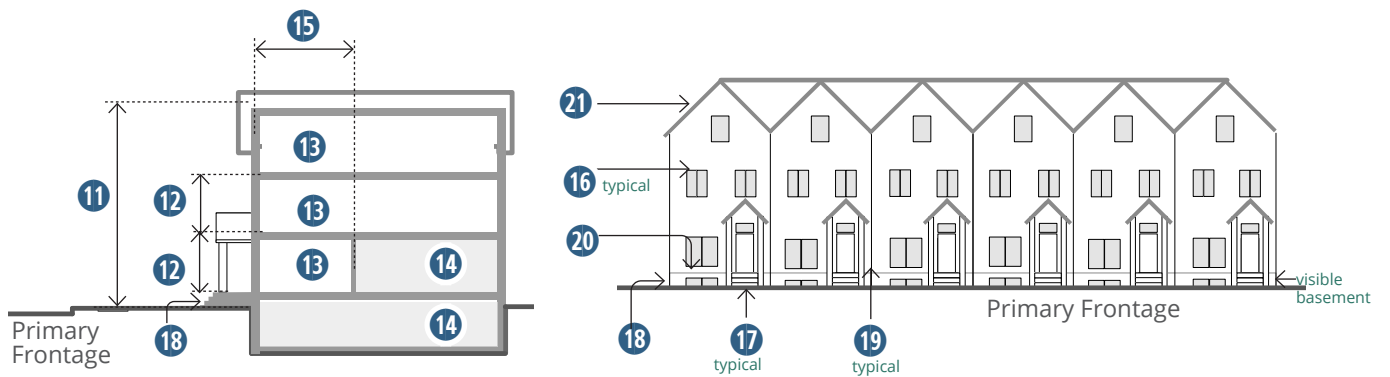 15
11
12
12
13
13
13
14
14
18
Primary
Frontage
21
16 typical
20
18
17
typical
19
typical
Primary Frontage
visible
basement